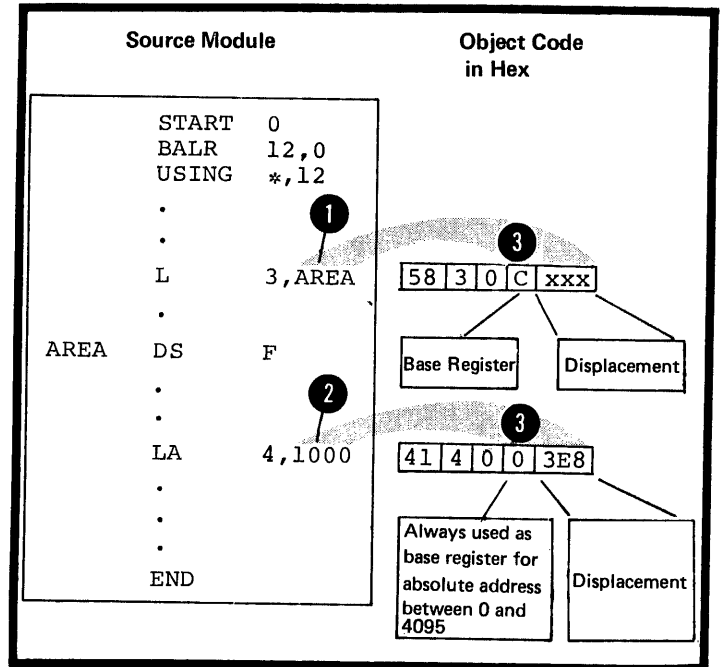 Source Module
Object Code
in Hex
START 0
BALR 12,0
USING *,12
.
.
1
3
L 3,AREA
58 3 0 C xxx
.
AREA DS F
Base Register
Displacement
.
2
.
3
LA 4,1000
41 4 0 0 3E8
.
.
.
END
Always used as
base register for
absolute address
between 0 and
4095
Displacement